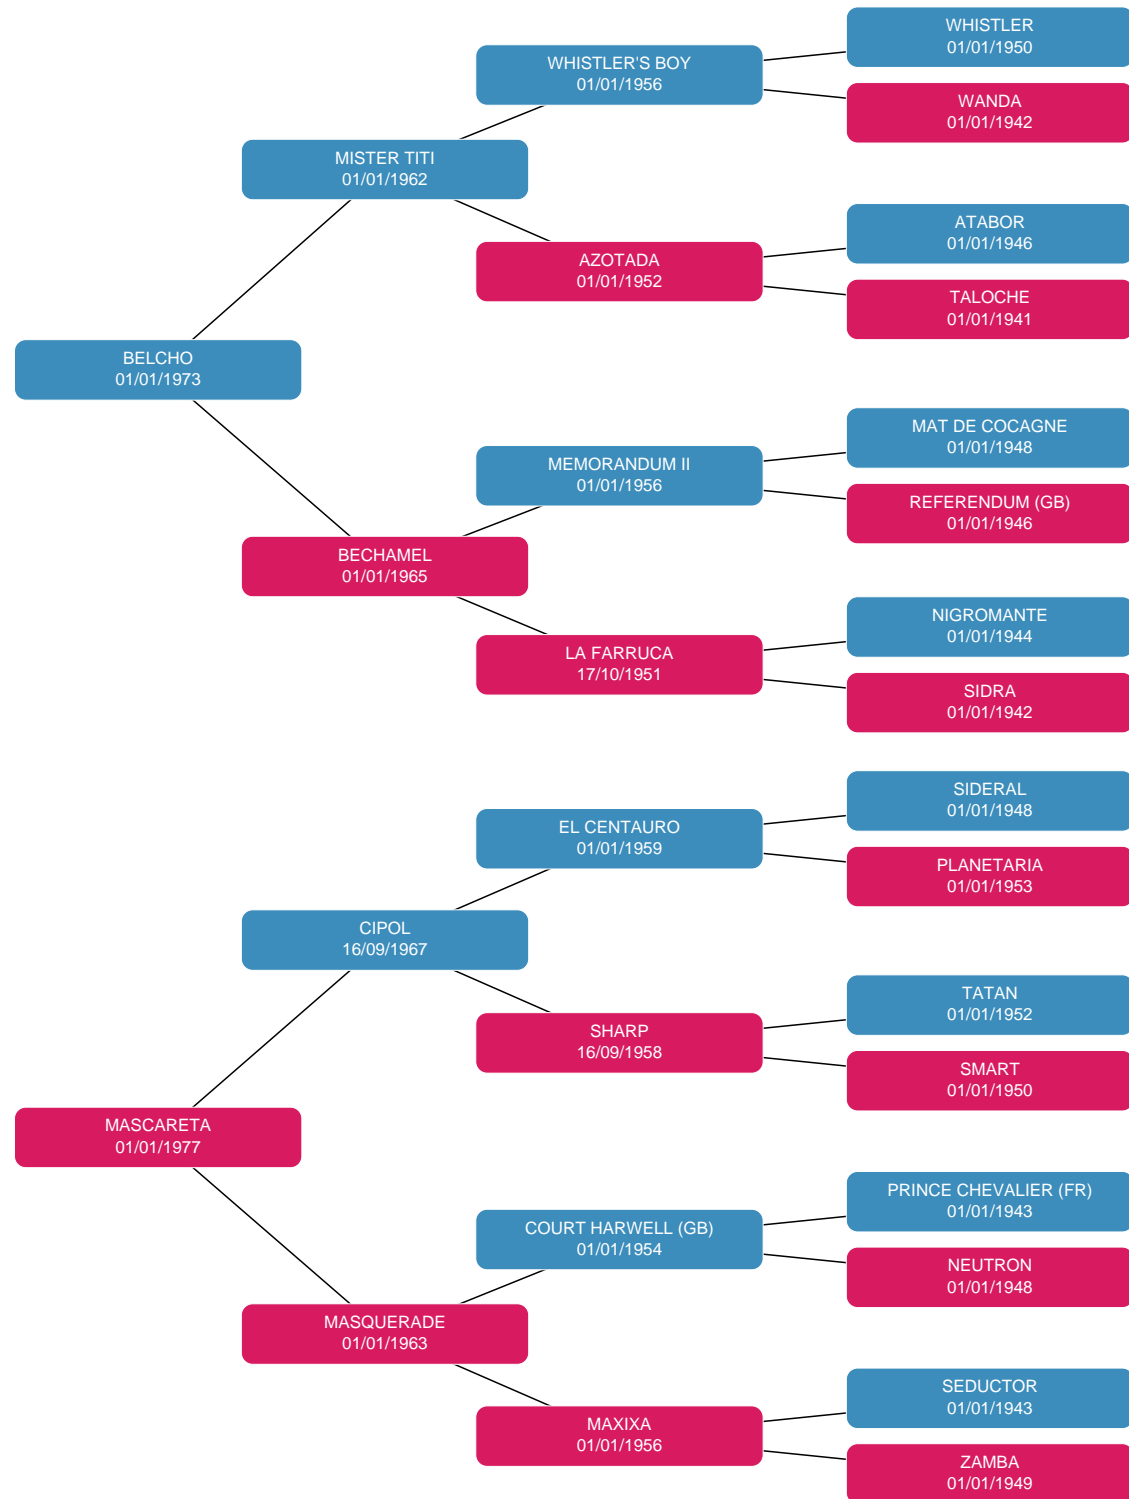 WHISTLER
01/01/1950
WHISTLER'S BOY
01/01/1956
WANDA
01/01/1942
MISTER TITI
01/01/1962
ATABOR
01/01/1946
AZOTADA
01/01/1952
TALOCHE
01/01/1941
BELCHO
01/01/1973
MAT DE COCAGNE
01/01/1948
MEMORANDUM II
01/01/1956
REFERENDUM (GB)
01/01/1946
BECHAMEL
01/01/1965
NIGROMANTE
01/01/1944
LA FARRUCA
17/10/1951
SIDRA
01/01/1942
SIDERAL
01/01/1948
EL CENTAURO
01/01/1959
PLANETARIA
01/01/1953
CIPOL
16/09/1967
TATAN
01/01/1952
SHARP
16/09/1958
SMART
01/01/1950
MASCARETA
01/01/1977
PRINCE CHEVALIER (FR)
01/01/1943
COURT HARWELL (GB)
01/01/1954
NEUTRON
01/01/1948
MASQUERADE
01/01/1963
SEDUCTOR
01/01/1943
MAXIXA
01/01/1956
ZAMBA
01/01/1949